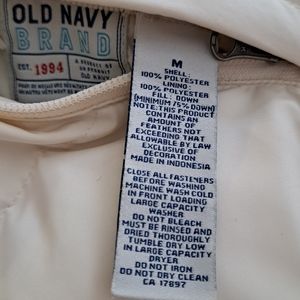 OLD NAVY
BRAND
EST. 1994
M
SHELL:
100% POLYESTER
LINING:
100% POLYESTER
FILL: DOWN
(MINIMUM 75% DOWN)
NOTE: THIS PRODUCT
CONTAINS AN
AMOUNT OF
FEATHERS NOT
EXCEEDING THAT
ALLOWABLE BY LAW
EXCLUSIVE OF
DECORATION
MADE IN INDONESIA
CLOSE ALL FASTENERS
BEFORE WASHING
MACHINE WASH COLD
IN FRONT LOADING
LARGE CAPACITY
WASHER
DO NOT BLEACH
MUST BE RINSED AND
DRIED THOROUGHLY
TUMBLE DRY LOW
IN LARGE CAPACITY
DRYER
DO NOT IRON
DO NOT DRY CLEAN
CA 17897